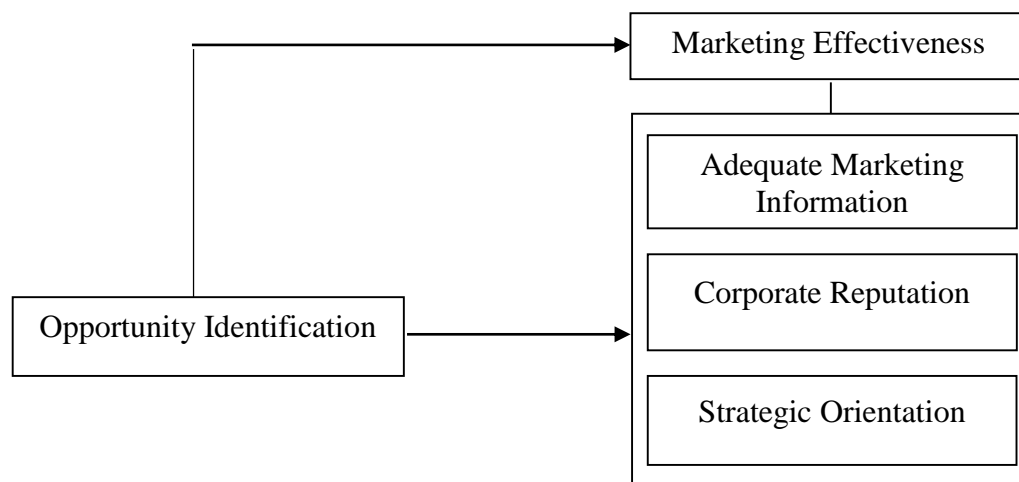 Marketing Effectiveness
Adequate Marketing
Information
Corporate Reputation
Opportunity Identification
Strategic Orientation